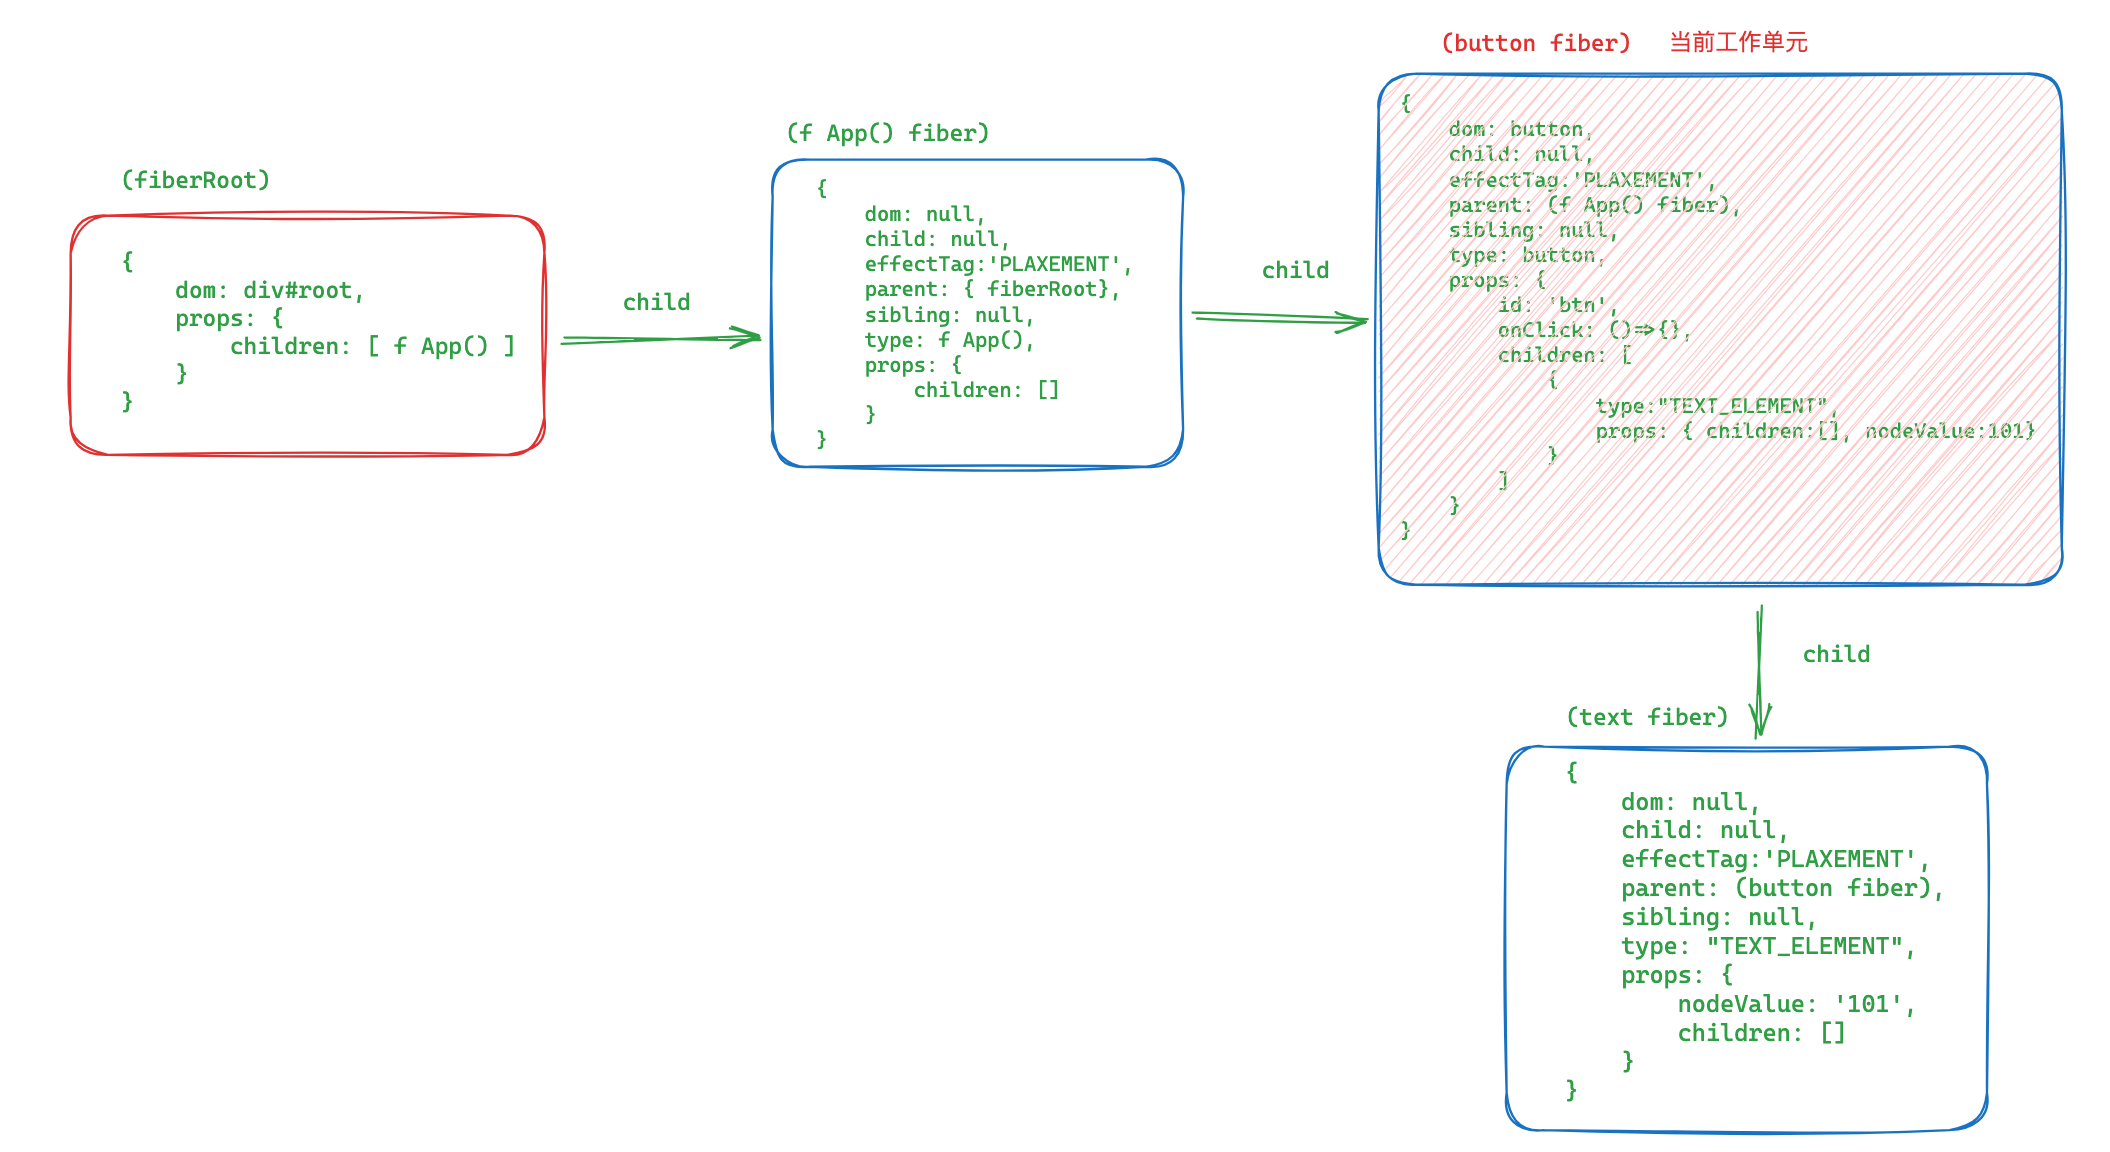 (fiberRoot)
{
dom: div#root,
props: {
children: [ f App() ]
}
}
child
(f App() fiber)
{
dom: null,
child: null,
effectTag:'PLAXEMENT',
parent: { fiberRoot},
sibling: null,
type: f App(),
props: {
children: []
}
}
child
(button fiber) 当前工作单元
{
dom: button,
child: null,
effectTag:'PLAXEMENT',
parent: (f App() fiber),
sibling: null,
type: button,
props: {
id: 'btn',
onClick: ()=>{},
children: [
{
type:"TEXT_ELEMENT",
props: { children:[], nodeValue:101}
}
]
}
}
child
(text fiber)
{
dom: null,
child: null,
effectTag:'PLAXEMENT',
parent: (button fiber),
sibling: null,
type: "TEXT_ELEMENT",
props: {
nodeValue: '101',
children: []
}
}